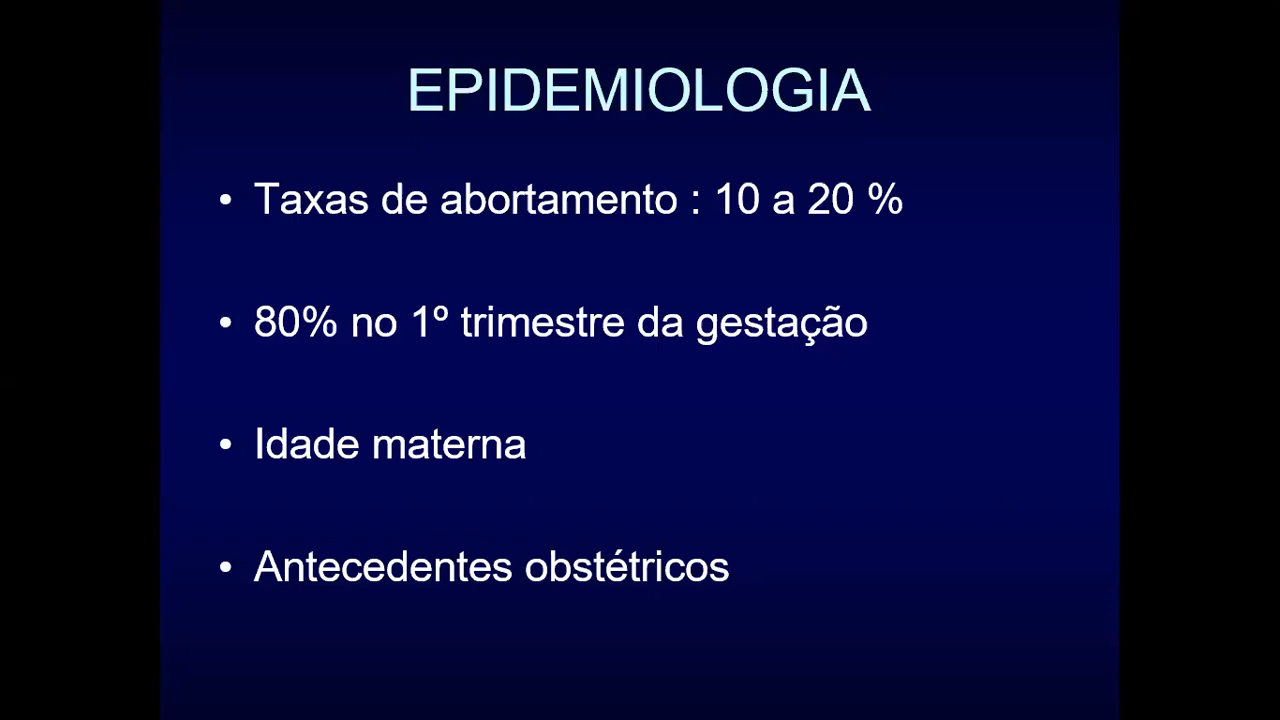 EPIDEMIOLOGIA
• Taxas de abortamento : 10 a 20 %
• 80% no 1º trimestre da gestação
• Idade materna
• Antecedentes obstétricos